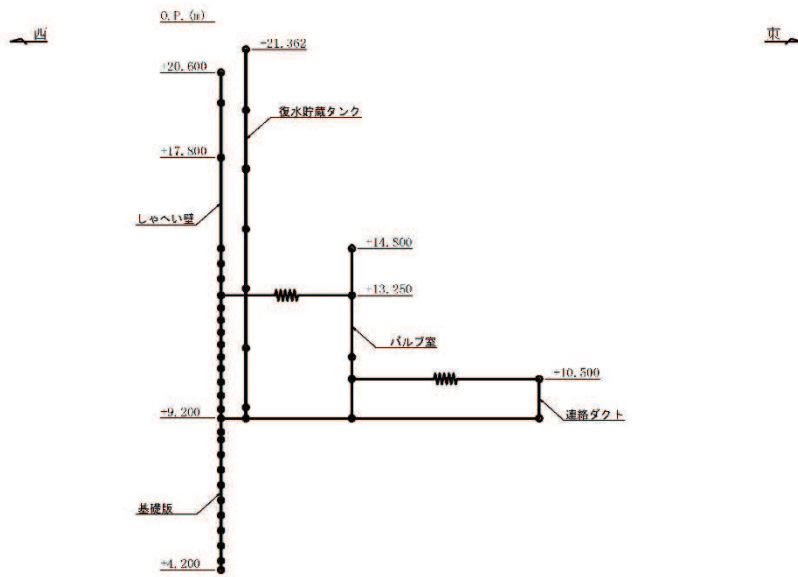 O.P.(m)
西
東
+21.362
+20.600
復水貯蔵タンク
+17.800
しゃへい壁
+14.800
+13.250
バルブ室
+10.500
+9.200
連絡ダクト
基礎版
+4.200